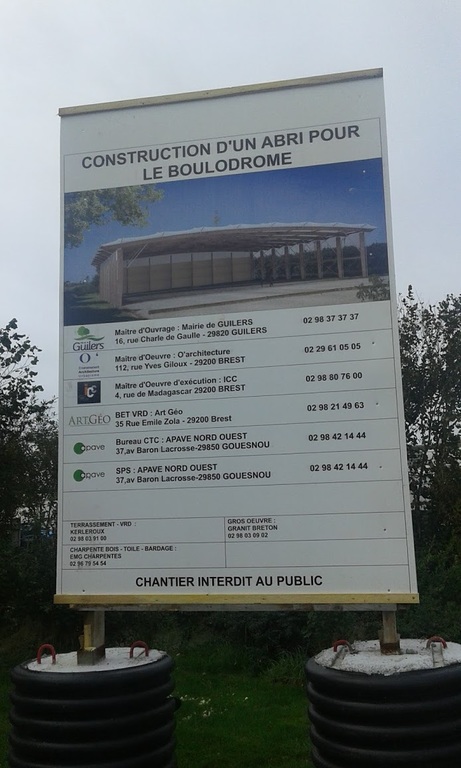 CONSTRUCTION D'UN ABRI POUR
LE BOULODROME
Guilers
Maître d'Ouvrage : Mairie de GUILERS
16, rue Charle de Gaulle - 29820 GUILERS
02 98 37 37 37
O'
Maitre d'Oeuvre : O'architecture
112, rue Yves Giloux - 29200 BREST
02 29 61 05 05
ICC
Maître d'Oeuvre d'exécution : ICC
4, rue de Madagascar 29200 BREST
02 98 80 76 00
ART.GÉO
BET VRD : Art Géo
35 Rue Emile Zola - 29200 Brest
02 98 21 49 63
apave
Bureau CTC : APAVE NORD OUEST
37,av Baron Lacrosse-29850 GOUESNOU
02 98 42 14 44
apave
SPS : APAVE NORD OUEST
37,av Baron Lacrosse-29850 GOUESNOU
02 98 42 14 44
TERRASSEMENT - VRD :
KERLEROUX
02 98 03 91 00
GROS OEUVRE :
GRANIT BRETON
02 98 03 09 02
CHARPENTE BOIS - TOILE - BARDAGE :
EMG CHARPENTES
02 96 79 54 54
CHANTIER INTERDIT AU PUBLIC